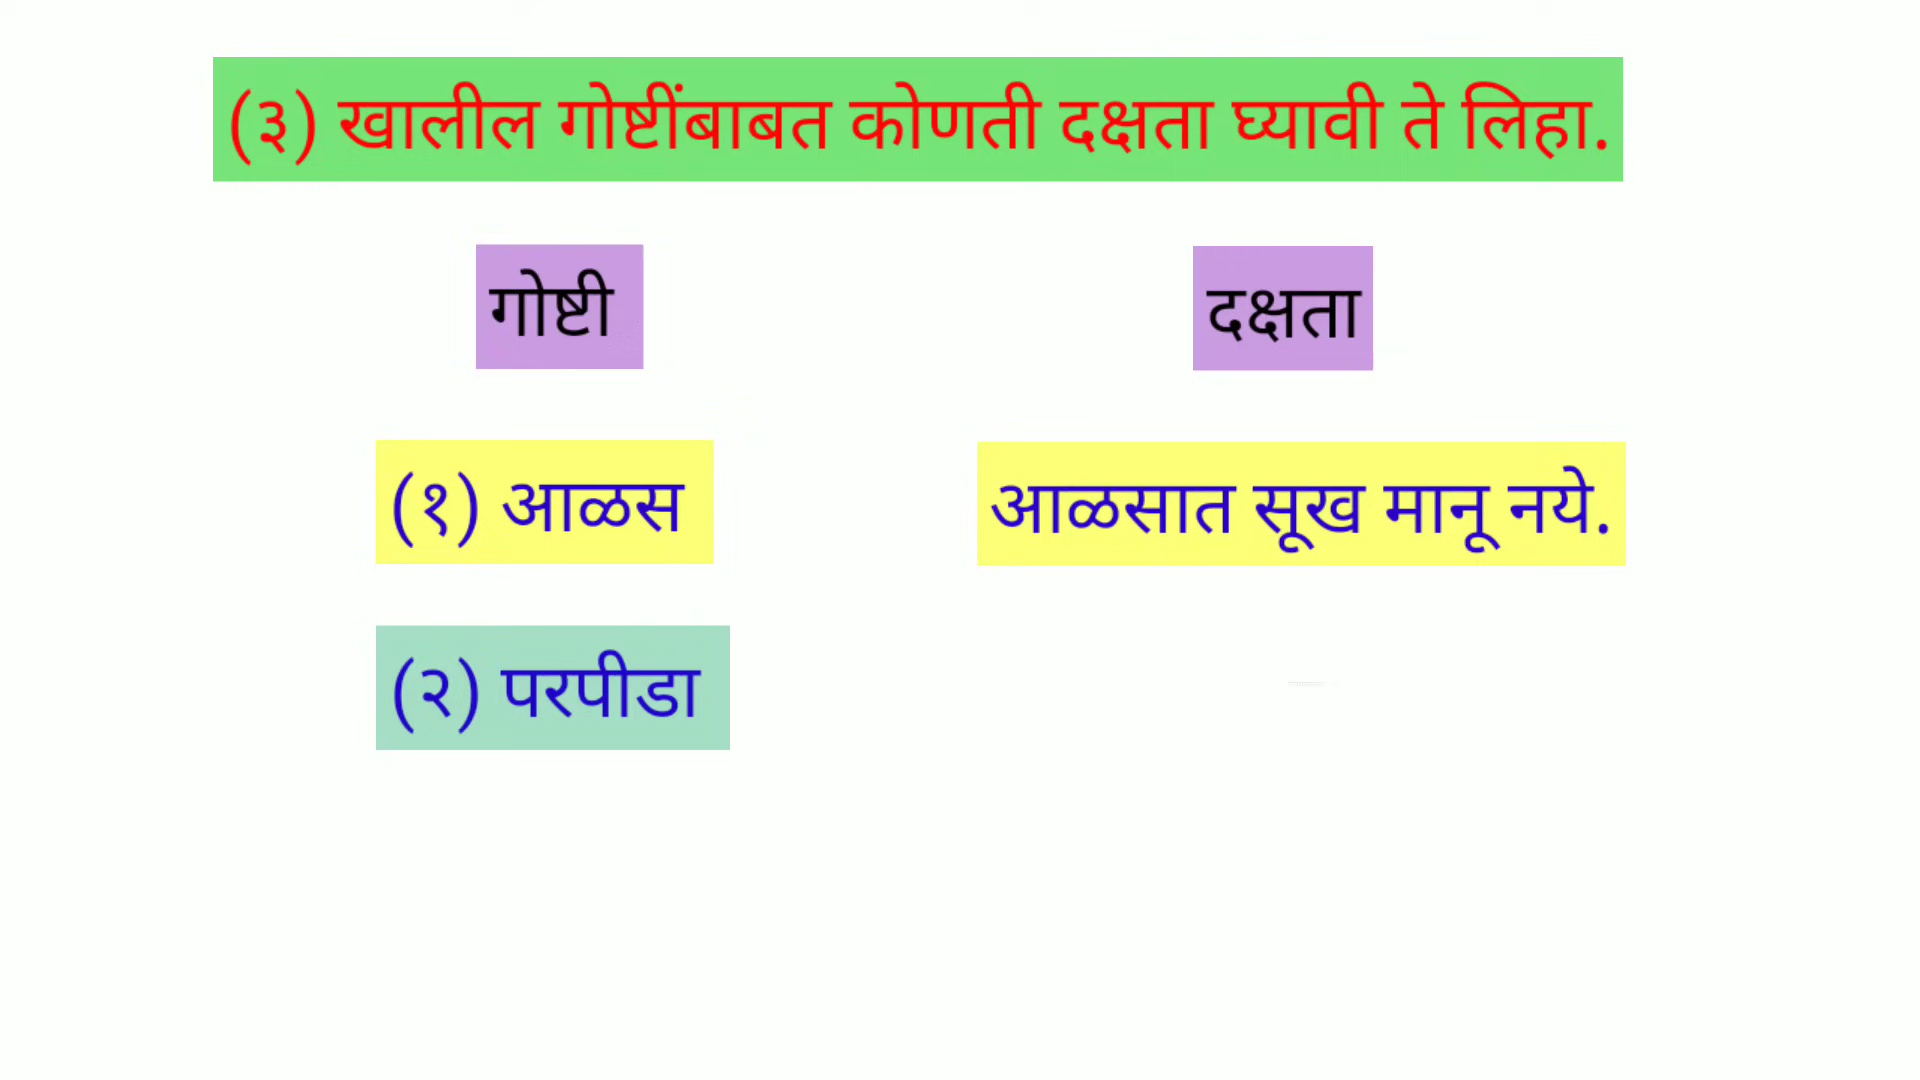 (३) खालील गोष्टींबाबत कोणती दक्षता घ्यावी ते लिहा.
गोष्टी
दक्षता
(१) आळस
आळसात सूख मानू नये.
(२) परपीडा